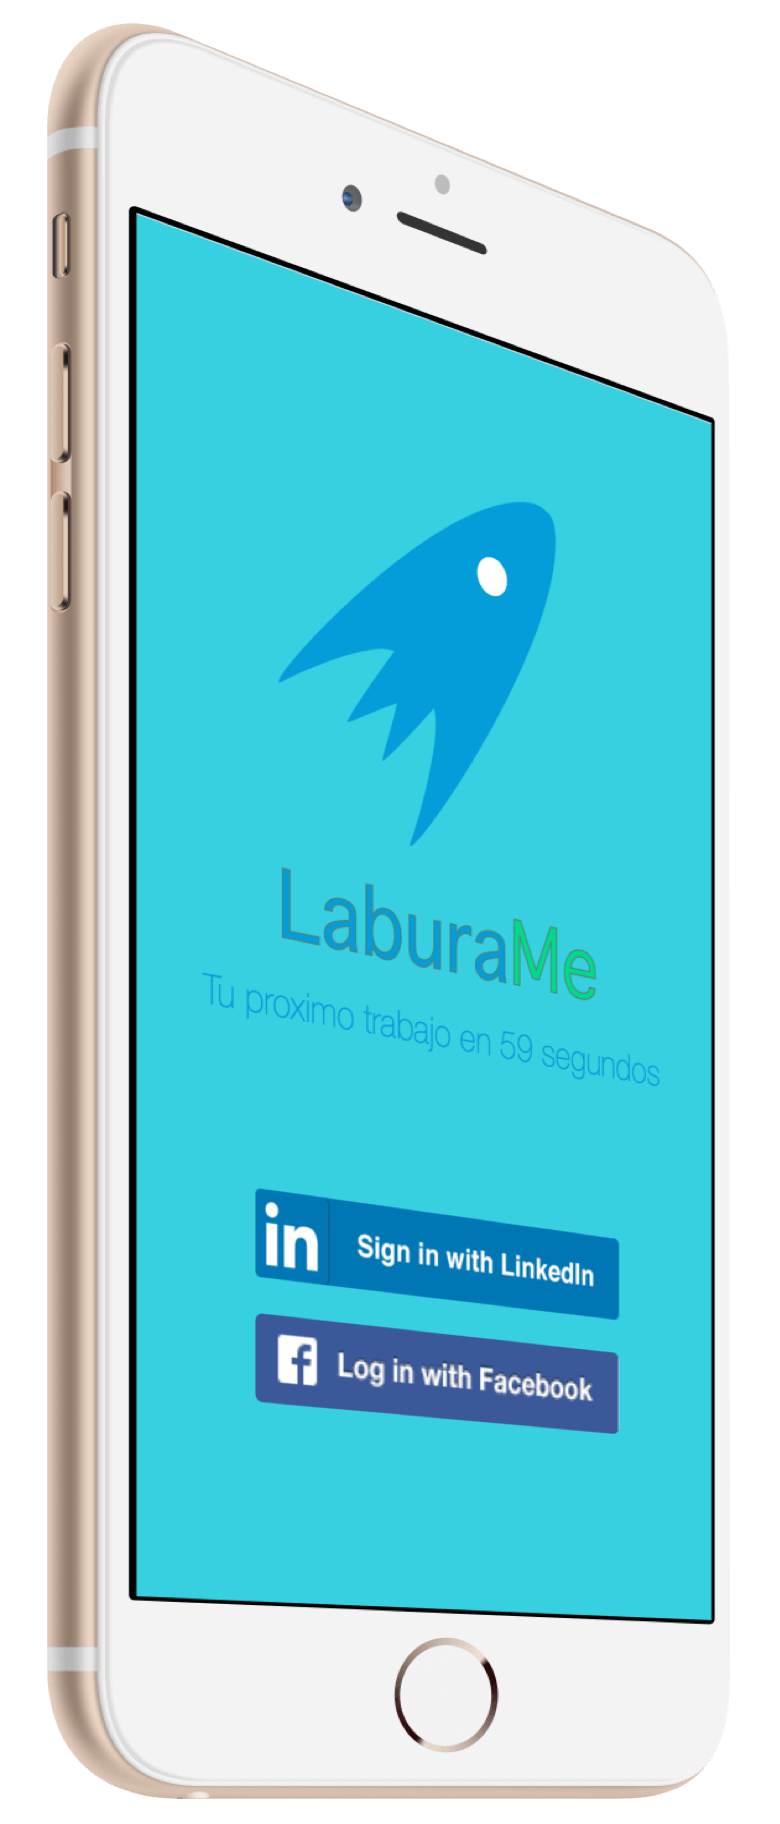 LaburaMe
Tu proximo trabajo en 59 segundos
in Sign in with LinkedIn
f Log in with Facebook